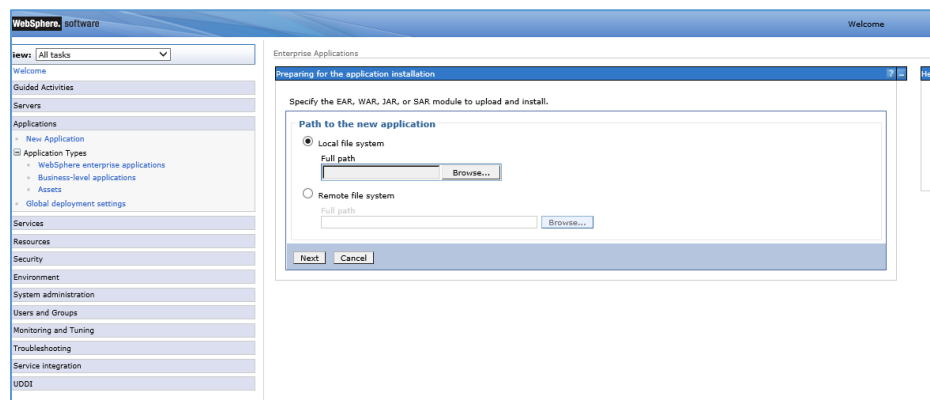 WebSphere. software
Welcome
iew: All tasks
Welcome
Guided Activities
Servers
Applications
New Application
Application Types
WebSphere enterprise applications
Business-level applications
Assets
Global deployment settings
Services
Resources
Security
Environment
System administration
Users and Groups
Monitoring and Tuning
Troubleshooting
Service integration
UDDI
Enterprise Applications
Preparing for the application installation ? –
Specify the EAR, WAR, JAR, or SAR module to upload and install.
Path to the new application
Local file system
Full path
Browse...
Remote file system
Full path
Browse...
Next Cancel
He